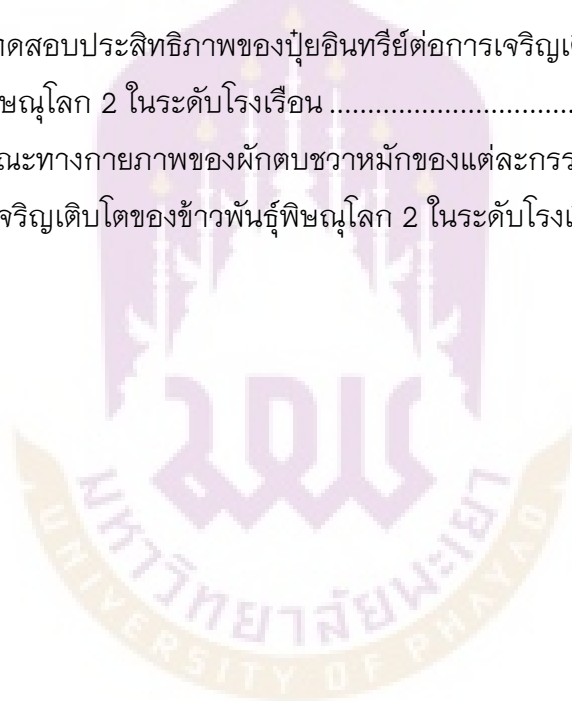 ทดสอบประสิทธิภาพของปุ๋ยอินทรีย์ต่อการเจริญเ
ษณุโลก 2 ในระดับโรงเรือน ................................
ณะทางกายภาพของผักตบชวาหมักของแต่ละกรร
จริญเติบโตของข้าวพันธุ์พิษณุโลก 2 ในระดับโรงเ
มพย
มหาวิทยาลัยพะเยา
UNIVERSITY OF PHAYAO